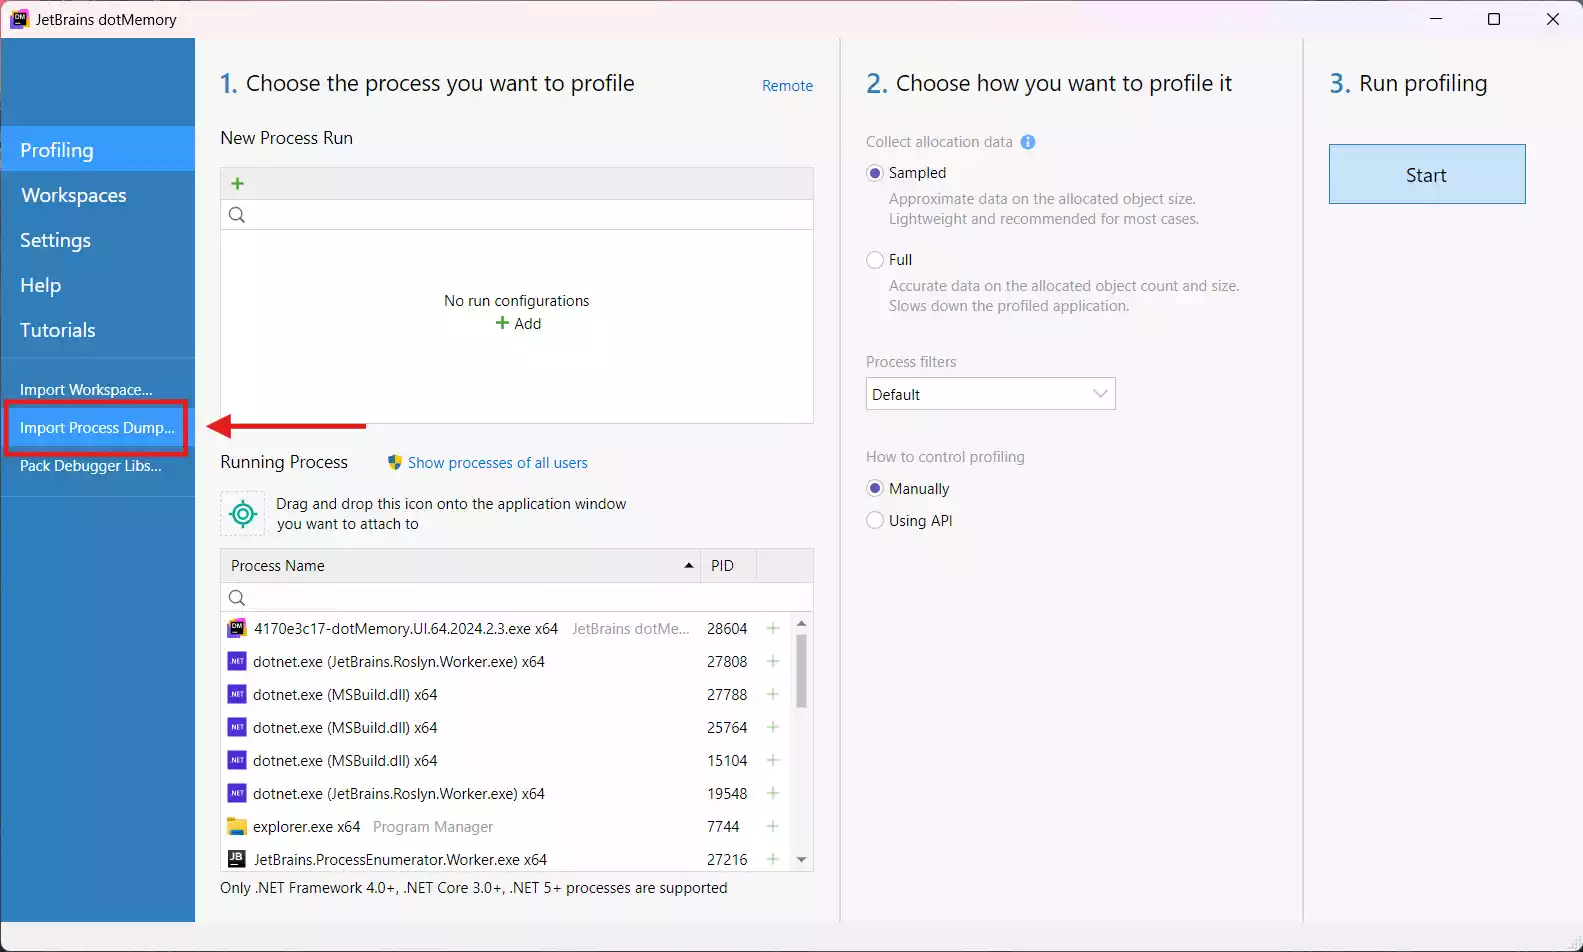 JetBrains dotMemory
Profiling
Workspaces
Settings
Help
Tutorials
Import Workspace...
Import Process Dump...
Pack Debugger Libs...
1. Choose the process you want to profile
Remote
New Process Run
No run configurations
Add
Running Process
Show processes of all users
Drag and drop this icon onto the application window
you want to attach to
Process Name PID
4170e3c17-dotMemory.UI.64.2024.2.3.exe x64 JetBrains dotMe... 28604
dotnet.exe (JetBrains.Roslyn.Worker.exe) x64 27808
dotnet.exe (MSBuild.dll) x64 27788
dotnet.exe (MSBuild.dll) x64 25764
dotnet.exe (MSBuild.dll) x64 15104
dotnet.exe (JetBrains.Roslyn.Worker.exe) x64 19548
explorer.exe x64 Program Manager 7744
JetBrains.ProcessEnumerator.Worker.exe x64 27216
Only .NET Framework 4.0+, .NET Core 3.0+, .NET 5+ processes are supported
2. Choose how you want to profile it
Collect allocation data
Sampled
Approximate data on the allocated object size.
Lightweight and recommended for most cases.
Full
Accurate data on the allocated object count and size.
Slows down the profiled application.
Process filters
Default
How to control profiling
Manually
Using API
3. Run profiling
Start